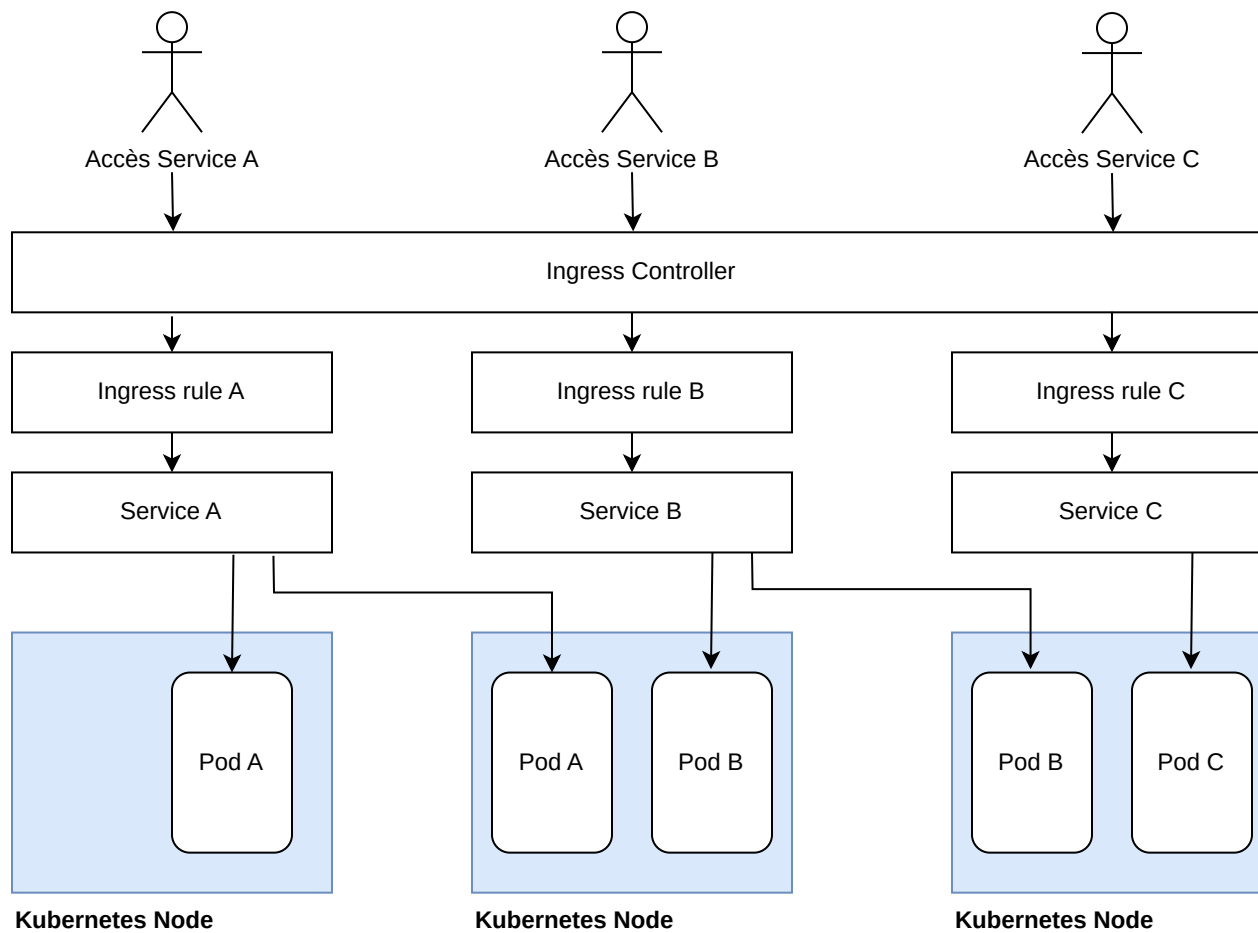 Accès Service A
Accès Service B
Accès Service C
Ingress Controller
Ingress rule A
Ingress rule B
Ingress rule C
Service A
Service B
Service C
Pod A
Pod A
Pod B
Pod B
Pod C
Kubernetes Node
Kubernetes Node
Kubernetes Node